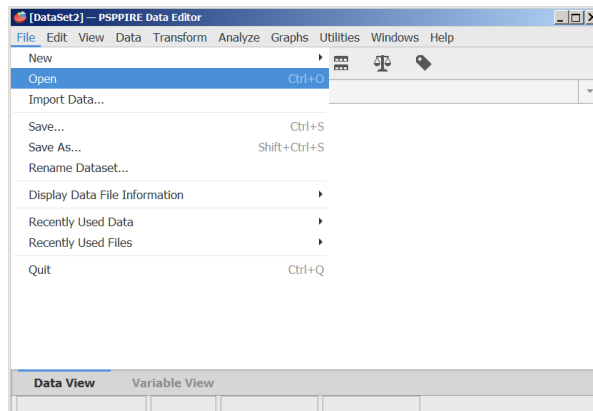 [DataSet2] — PSPPIRE Data Editor
File Edit View Data Transform Analyze Graphs Utilities Windows Help
New
Open Ctrl+O
Import Data...
Save... Ctrl+S
Save As... Shift+Ctrl+S
Rename Dataset...
Display Data File Information
Recently Used Data
Recently Used Files
Quit Ctrl+Q
Data View Variable View